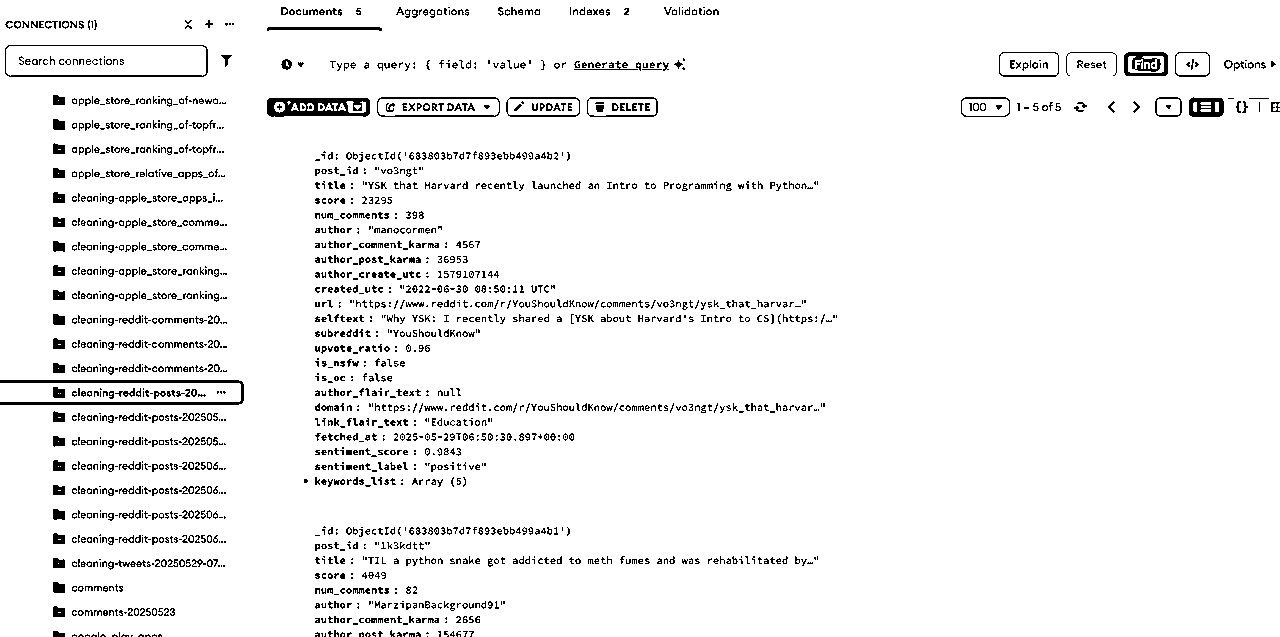 CONNECTIONS (1)
Search connections
apple_store_ranking_of-newa...
apple_store_ranking_of-topfr...
apple_store_ranking_of-topfr...
apple_store_relative_apps_of...
cleaning-apple_store_apps_i...
cleaning-apple_store_comme...
cleaning-apple_store_comme...
cleaning-apple_store_ranking...
cleaning-apple_store_ranking...
cleaning-reddit-comments-20...
cleaning-reddit-comments-20...
cleaning-reddit-comments-20...
cleaning-reddit-posts-20...
cleaning-reddit-posts-202505...
cleaning-reddit-posts-202505...
cleaning-reddit-posts-202506...
cleaning-reddit-posts-202506...
cleaning-reddit-posts-202506...
cleaning-reddit-posts-202506...
cleaning-tweets-20250529-07...
comments
comments-20250523
google_play_apps
Documents 5 Aggregations Schema Indexes 2 Validation
Type a query: { field: 'value' } or Generate query
Explain Reset Find </> Options
ADD DATA EXPORT DATA UPDATE DELETE
100 1-5 of 5 {}
_id: ObjectId('683803b7d7f893ebb499a4b2')
post_id : "vo3ngt"
title : "YSK that Harvard recently launched an Intro to Programming with Python…"
score : 23295
num_comments : 398
author : "manocormen"
author_comment_karma : 4567
author_post_karma : 36953
author_create_utc : 1579107144
created_utc : "2022-06-30 08:50:11 UTC"
url : "https://www.reddit.com/r/YouShouldKnow/comments/vo3ngt/ysk_that_harvar…"
selftext : "Why YSK: I recently shared a [YSK about Harvard's Intro to CS](https:/…"
subreddit : "YouShouldKnow"
upvote_ratio : 0.96
is_nsfw : false
is_oc : false
author_flair_text : null
domain : "https://www.reddit.com/r/YouShouldKnow/comments/vo3ngt/ysk_that_harvar…"
link_flair_text : "Education"
fetched_at : 2025-05-29T06:50:30.897+00:00
sentiment_score : 0.9843
sentiment_label : "positive"
keywords_list : Array (5)
_id: ObjectId('683803b7d7f893ebb499a4b1')
post_id : "1k3kdtt"
title : "TIL a python snake got addicted to meth fumes and was rehabilitated by…"
score : 4049
num_comments : 82
author : "MarzipanBackground91"
author_comment_karma : 2656
author_post_karma : 154677